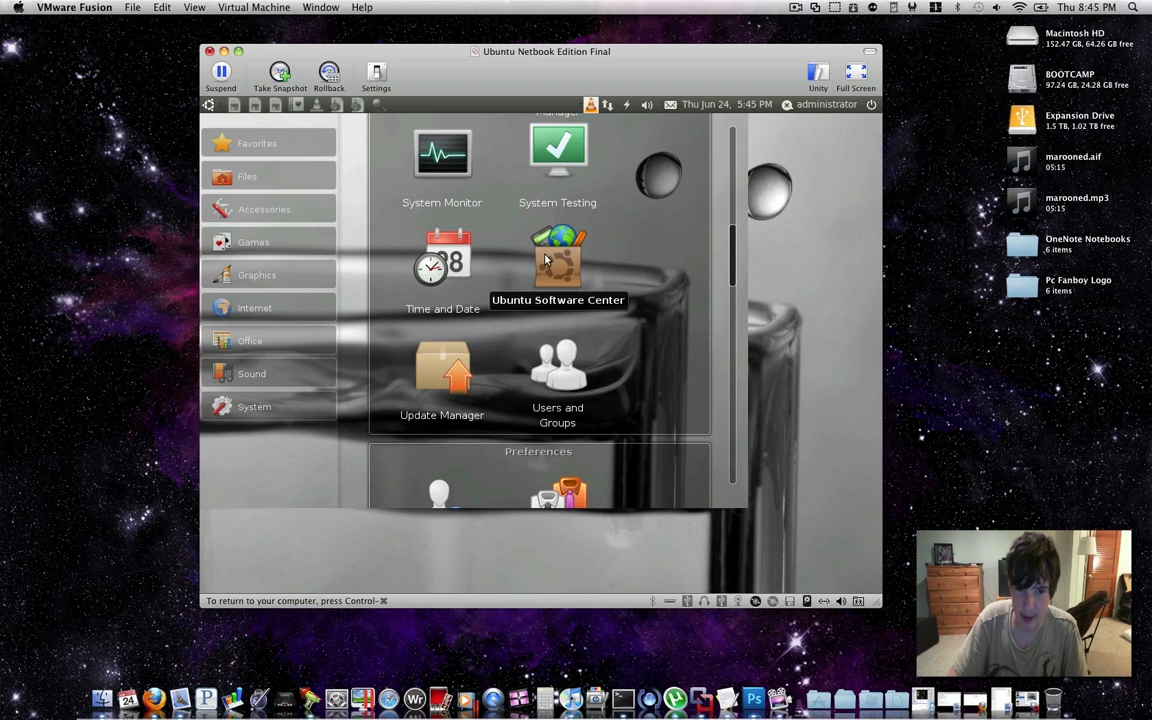 VMware Fusion File Edit View Virtual Machine Window Help
Thu 8:45 PM
Ubuntu Netbook Edition Final
Suspend
Take Snapshot
Rollback
Settings
Unity
Full Screen
Thu Jun 24, 5:45 PM
administrator
Favorites
Files
Accessories
Games
Graphics
Internet
Office
Sound
System
Manager
System Monitor
System Testing
Time and Date
Ubuntu Software Center
Update Manager
Users and
Groups
Preferences
To return to your computer, press Control-⌘
Macintosh HD
152.47 GB, 64.26 GB free
BOOTCAMP
97.24 GB, 24.28 GB free
Expansion Drive
1.5 TB, 1.02 TB free
marooned.aif
05:15
marooned.mp3
05:15
OneNote Notebooks
6 items
Pc Fanboy Logo
6 items
24
Wr
Ps